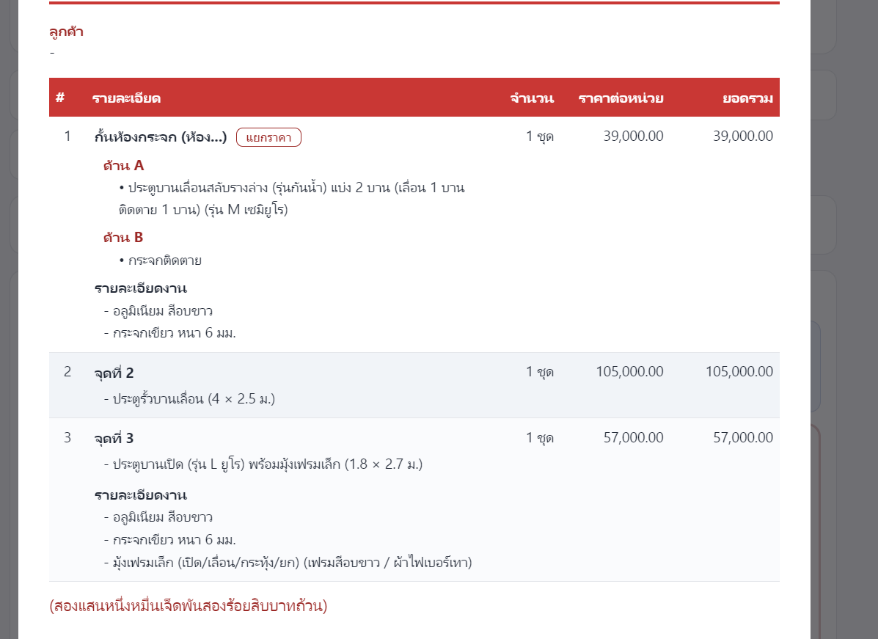 ลูกค้า
-
# รายละเอียด จำนวน ราคาต่อหน่วย ยอดรวม
1 กั้นห้องกระจก (ห้อง...) แยกราคา 1 ชุด 39,000.00 39,000.00
ด้าน A
• ประตูบานเลื่อนสลับรางล่าง (รุ่นกันน้ำ) แบ่ง 2 บาน (เลื่อน 1 บาน
ติดตาย 1 บาน) (รุ่น M เซมิยูโร)
ด้าน B
• กระจกติดตาย
รายละเอียดงาน
- อลูมิเนียม สีอบขาว
- กระจกเขียว หนา 6 มม.
2 จุดที่ 2 1 ชุด 105,000.00 105,000.00
- ประตูรั้วบานเลื่อน (4 × 2.5 ม.)
3 จุดที่ 3 1 ชุด 57,000.00 57,000.00
- ประตูบานเปิด (รุ่น L ยูโร) พร้อมมุ้งเฟรมเล็ก (1.8 × 2.7 ม.)
รายละเอียดงาน
- อลูมิเนียม สีอบขาว
- กระจกเขียว หนา 6 มม.
- มุ้งเฟรมเล็ก (เปิด/เลื่อน/กระทุ้ง/ยก) (เฟรมสีอบขาว / ผ้าไฟเบอร์เทา)
(สองแสนหนึ่งหมื่นเจ็ดพันสองร้อยสิบบาทถ้วน)